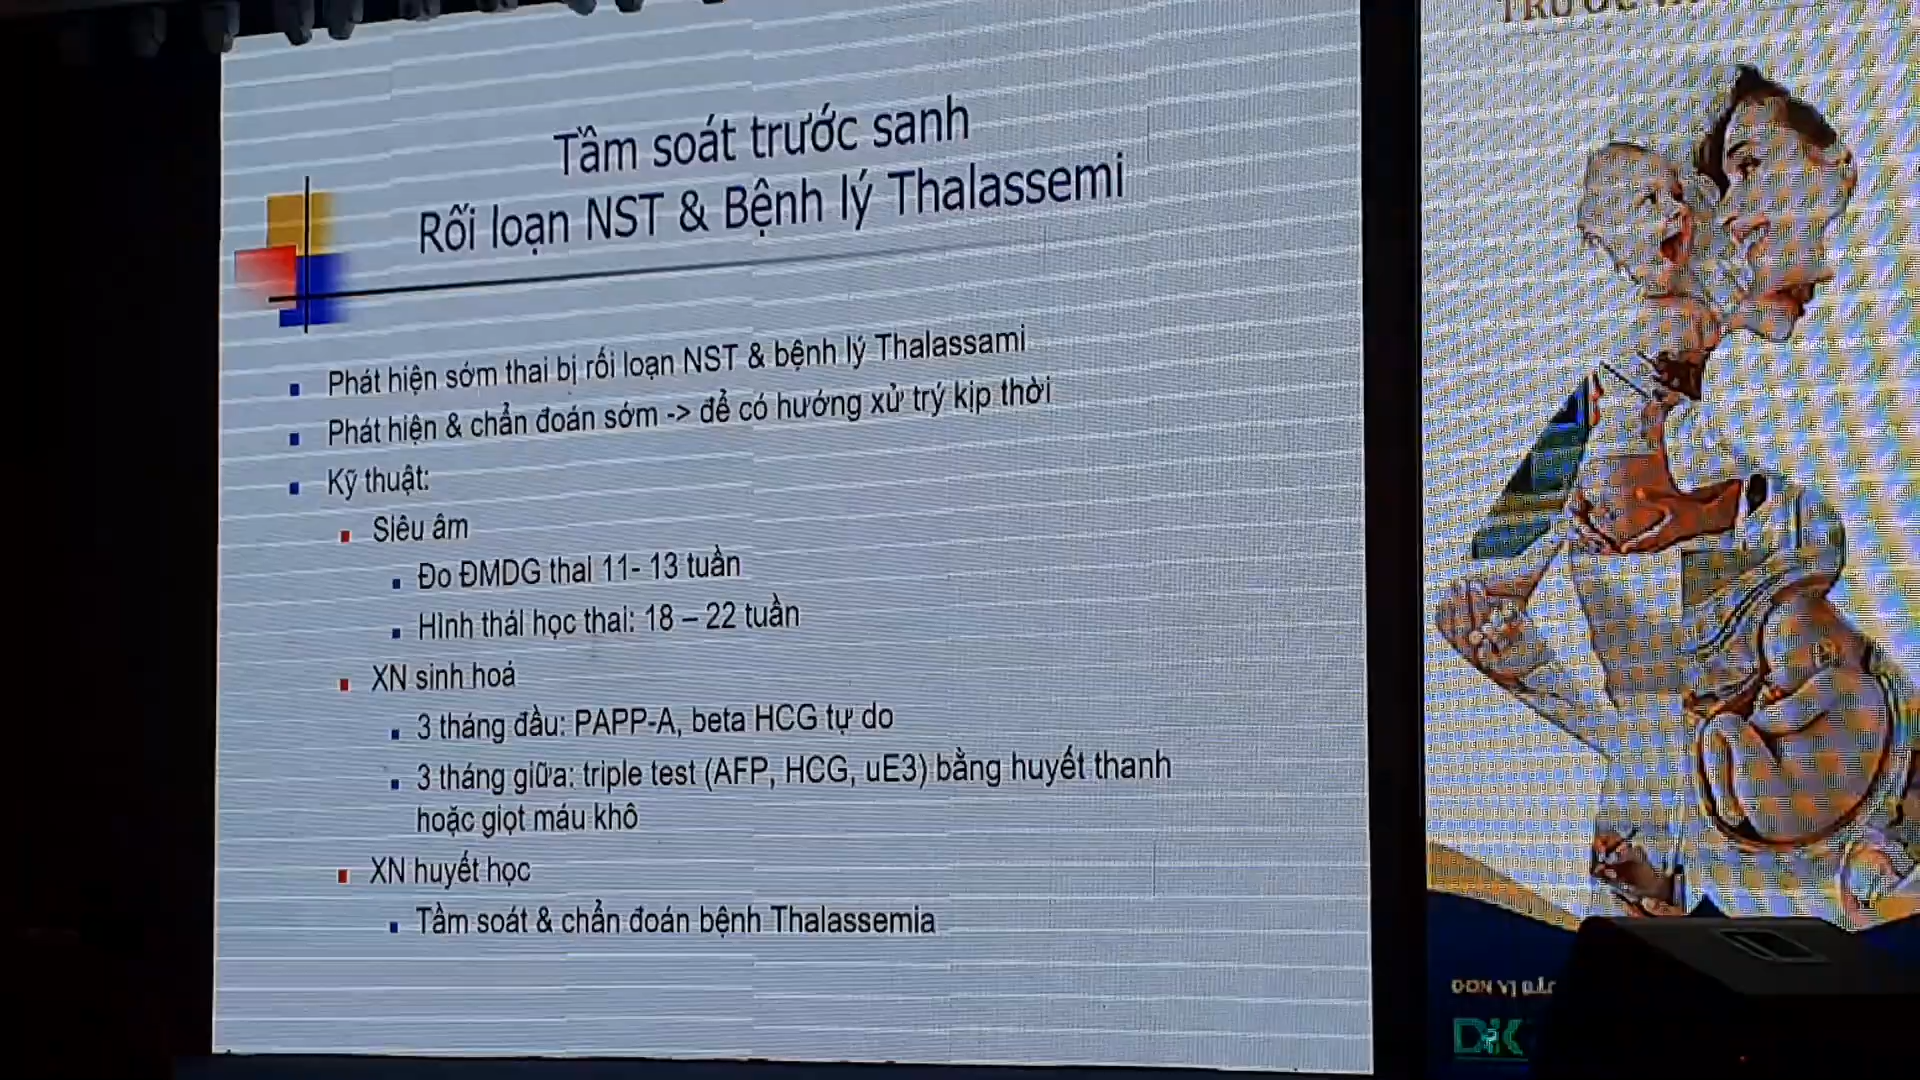 Tầm soát trước sanh
Rối loạn NST & Bệnh lý Thalassemi
Phát hiện sớm thai bị rối loạn NST & bệnh lý Thalassami
Phát hiện & chẩn đoán sớm -> để có hướng xử trý kịp thời
Kỹ thuật:
Siêu âm
Đo ĐMDG thai 11- 13 tuần
Hình thái học thai: 18 – 22 tuần
XN sinh hoá
3 tháng đầu: PAPP-A, beta HCG tự do
3 tháng giữa: triple test (AFP, HCG, uE3) bằng huyết thanh
hoặc giọt máu khô
XN huyết học
Tầm soát & chẩn đoán bệnh Thalassemia
ĐƠN VỊ